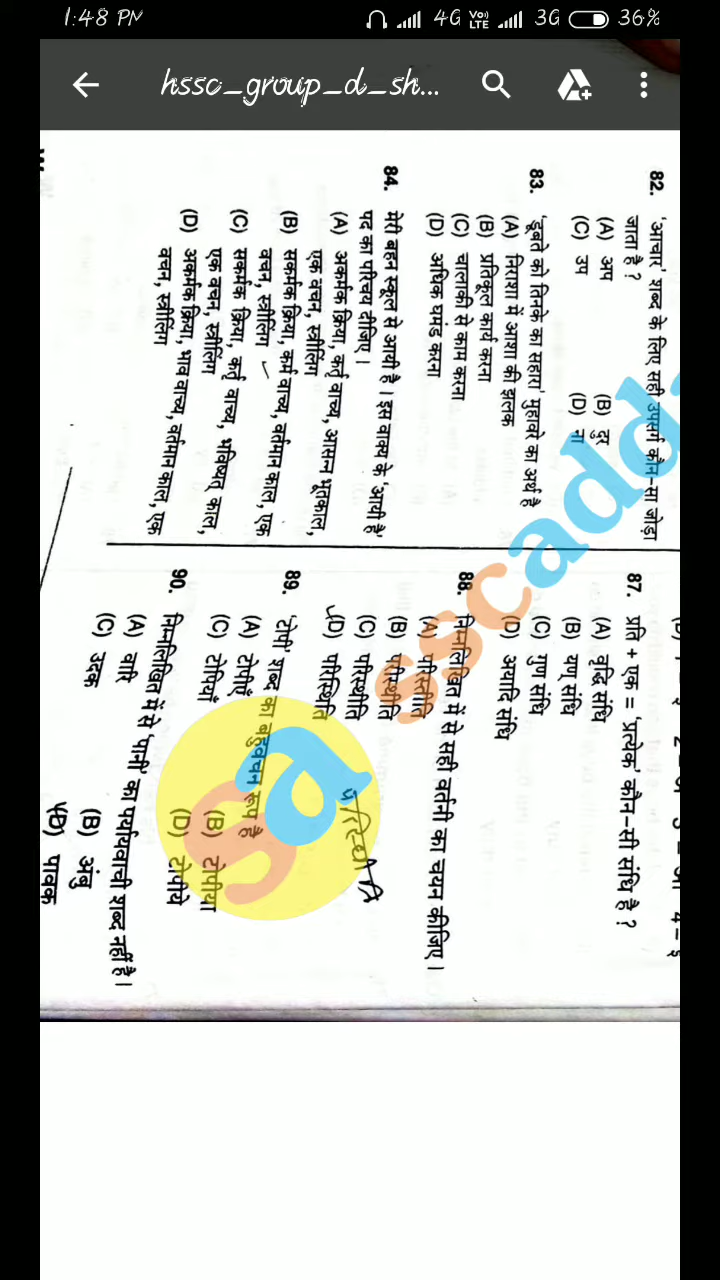 1:48 PM
4G VoLTE 3G 36%
hssc_group_d_sh...
82. 'आचार' शब्द के लिए सही उपसर्ग कौन-सा जोड़ा
जाता है ?
(A) अप (B) दुर
(C) उप (D) ना
83. 'डूबते को तिनके का सहारा' मुहावरे का अर्थ है
(A) निराशा में आशा की झलक
(B) प्रतिकूल कार्य करना
(C) चालाकी से काम करना
(D) अधिक घमंड करना
84. मेरी बहन स्कूल से आयी है। इस वाक्य के 'आयी है'
पद का परिचय दीजिए।
(A) अकर्मक क्रिया, कर्तृ वाच्य, आसन्न भूतकाल,
एक वचन, स्त्रीलिंग
(B) सकर्मक क्रिया, कर्म वाच्य, वर्तमान काल, एक
वचन, स्त्रीलिंग
(C) सकर्मक क्रिया, कर्तृ वाच्य, भविष्यत् काल,
एक वचन, स्त्रीलिंग
(D) अकर्मक क्रिया, भाव वाच्य, वर्तमान काल, एक
वचन, स्त्रीलिंग
87. प्रति + एक = 'प्रत्येक' कौन-सी संधि है ?
(A) वृद्धि संधि
(B) यण् संधि
(C) गुण संधि
(D) अयादि संधि
88. निम्नलिखित में से सही वर्तनी का चयन कीजिए।
(A) परिस्तीति
(B) परीस्थीति
(C) परिस्थीति
(D) परिस्थिति
89. 'टोपी' शब्द का बहुवचन रूप है
(A) टोपीएँ (B) टोपीया
(C) टोपियाँ (D) टोपीये
90. निम्नलिखित में से 'पानी' का पर्यायवाची शब्द नहीं है।
(A) वारि (B) अंबु
(C) उदक (D) पावक
sscadda
sa